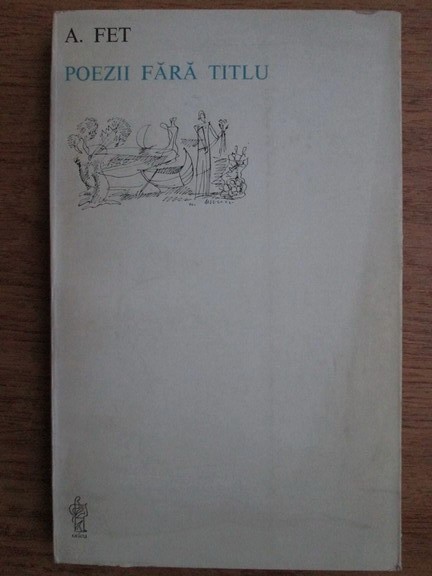 A. FET
POEZII FĂRĂ TITLU